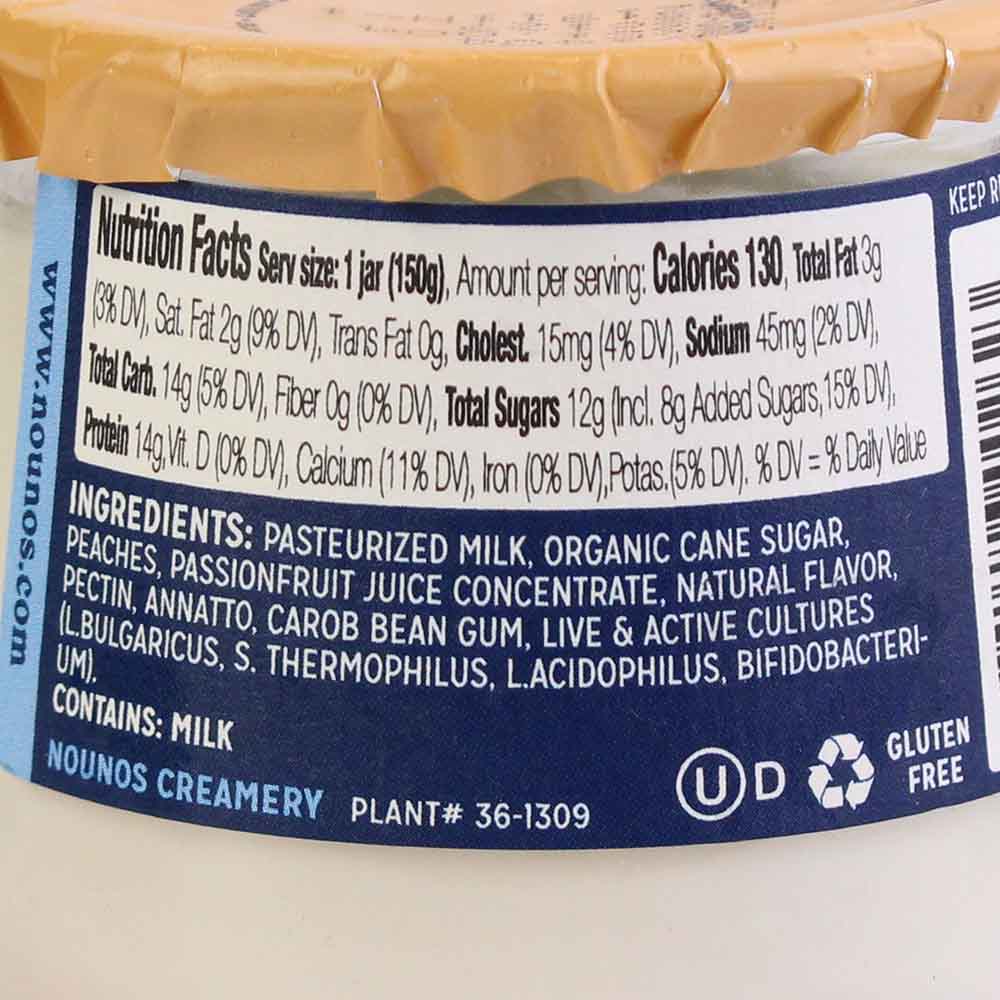 Nutrition Facts Serv size: 1 jar (150g), Amount per serving: Calories 130, Total Fat 3g
(3% DV), Sat. Fat 2g (9% DV), Trans Fat 0g, Cholest. 15mg (4% DV), Sodium 45mg (2% DV),
Total Carb. 14g (5% DV), Fiber 0g (0% DV), Total Sugars 12g (Incl. 8g Added Sugars, 15% DV),
Protein 14g, Vit. D (0% DV), Calcium (11% DV), Iron (0% DV), Potas. (5% DV). % DV = % Daily Value
INGREDIENTS: PASTEURIZED MILK, ORGANIC CANE SUGAR,
PEACHES, PASSIONFRUIT JUICE CONCENTRATE, NATURAL FLAVOR,
PECTIN, ANNATTO, CAROB BEAN GUM, LIVE & ACTIVE CULTURES
(L.BULGARICUS, S. THERMOPHILUS, L.ACIDOPHILUS, BIFIDOBACTERI-
UM).
CONTAINS: MILK
NOUNOS CREAMERY PLANT# 36-1309
U D
GLUTEN
FREE
www.nounos.com
KEEP